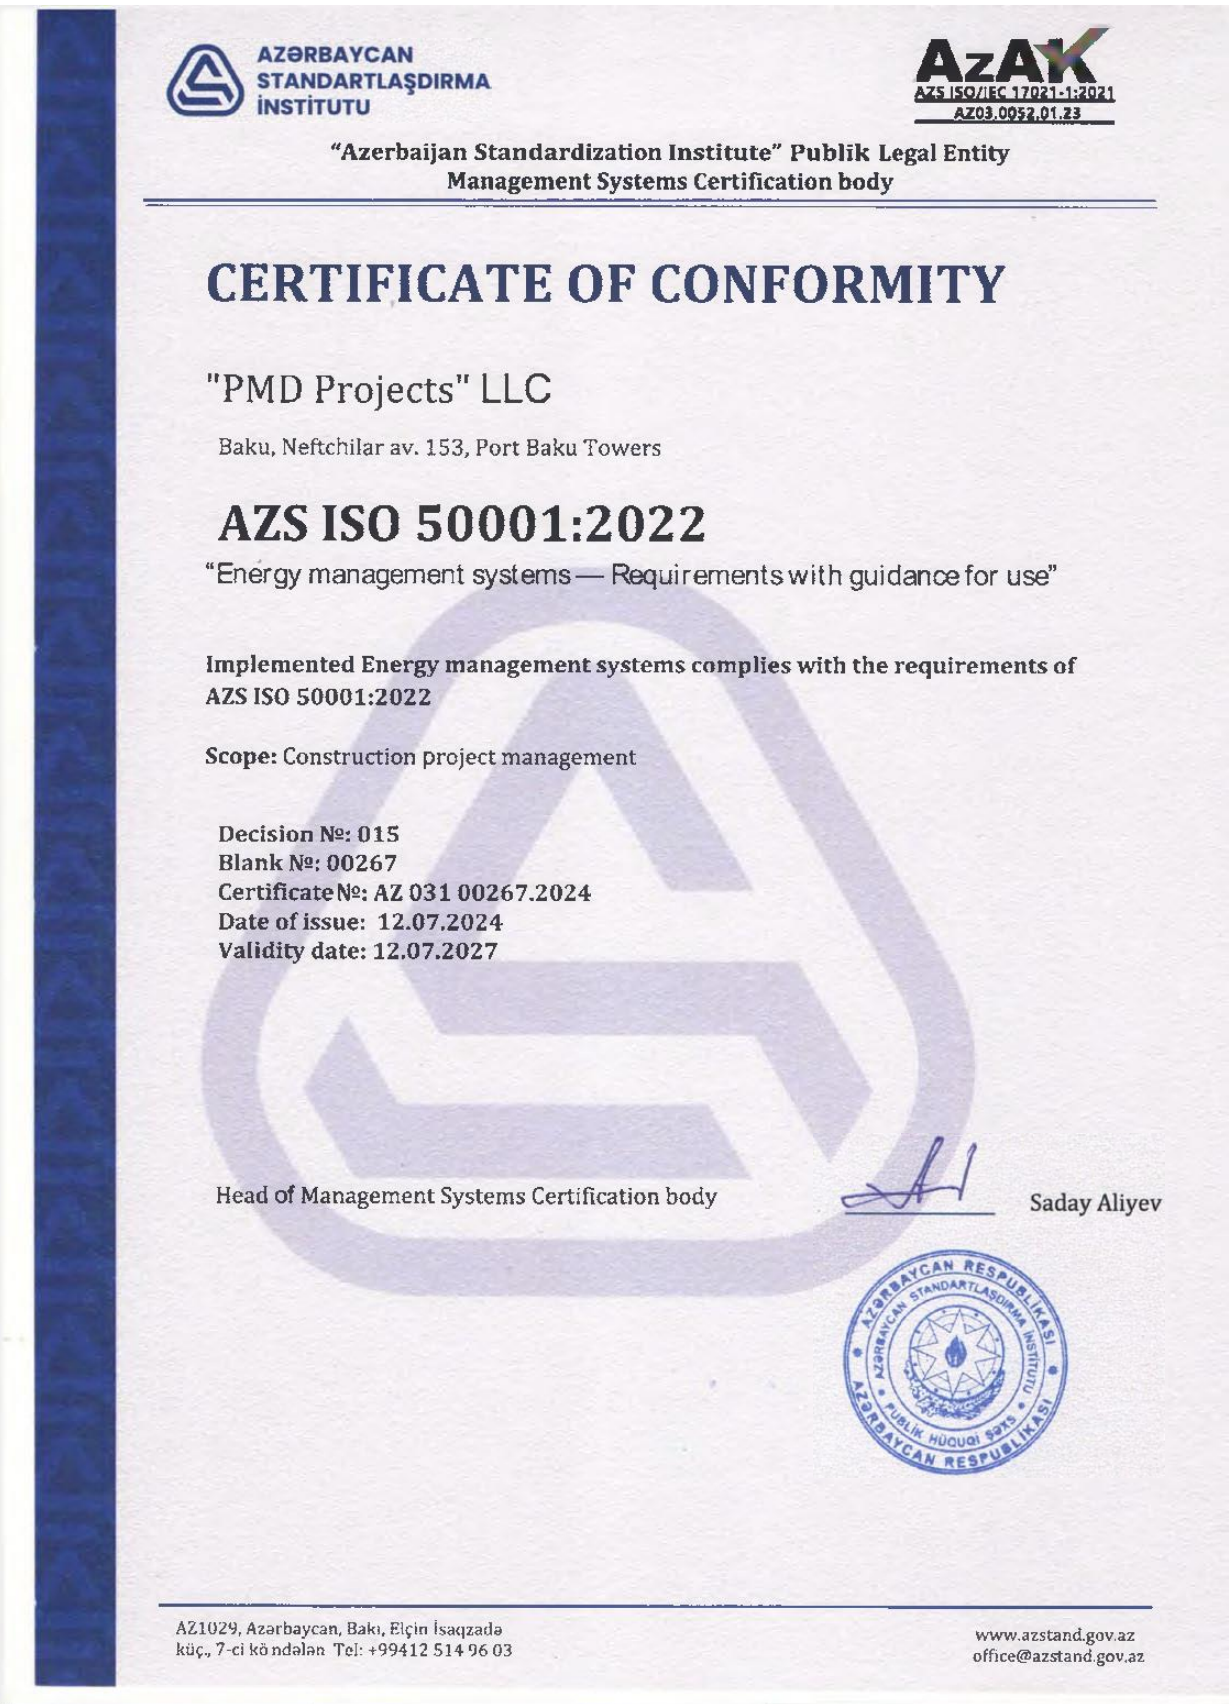 AZƏRBAYCAN
STANDARTLAŞDIRMA
İNSTİTUTU
AzAK
AZS ISO/IEC 17021-1:2021
AZ03.0052.01.23
“Azerbaijan Standardization Institute” Publik Legal Entity
Management Systems Certification body
CERTIFICATE OF CONFORMITY
"PMD Projects" LLC
Baku, Neftchilar av. 153, Port Baku Towers
AZS ISO 50001:2022
“Energy management systems — Requirements with guidance for use”
Implemented Energy management systems complies with the requirements of
AZS ISO 50001:2022
Scope: Construction project management
Decision №: 015
Blank №: 00267
Certificate №: AZ 031 00267.2024
Date of issue: 12.07.2024
Validity date: 12.07.2027
Head of Management Systems Certification body
Saday Aliyev
AZƏRBAYCAN RESPUBLİKASI
AZƏRBAYCAN STANDARTLAŞDIRMA İNSTİTUTU
PUBLİK HÜQUQİ ŞƏXS
AZƏRBAYCAN RESPUBLİKASI
AZ1029, Azərbaycan, Bakı, Elçin İsaqzadə
küç., 7-ci köndələn Tel: +99412 514 96 03
www.azstand.gov.az
office@azstand.gov.az